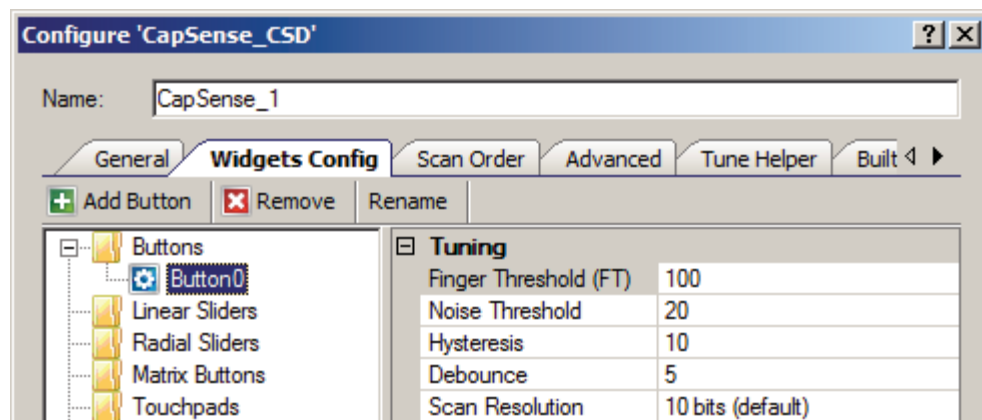 Configure 'CapSense_CSD'
Name: CapSense_1
General Widgets Config Scan Order Advanced Tune Helper Built
Add Button Remove Rename
Buttons Tuning
Button0 Finger Threshold (FT) 100
Linear Sliders Noise Threshold 20
Radial Sliders Hysteresis 10
Matrix Buttons Debounce 5
Touchpads Scan Resolution 10 bits (default)